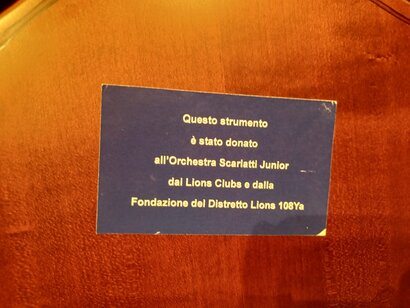 Questo strumento
è stato donato
all'Orchestra Scarlatti Junior
dai Lions Clubs e dalla
Fondazione del Distretto Lions 108Ya